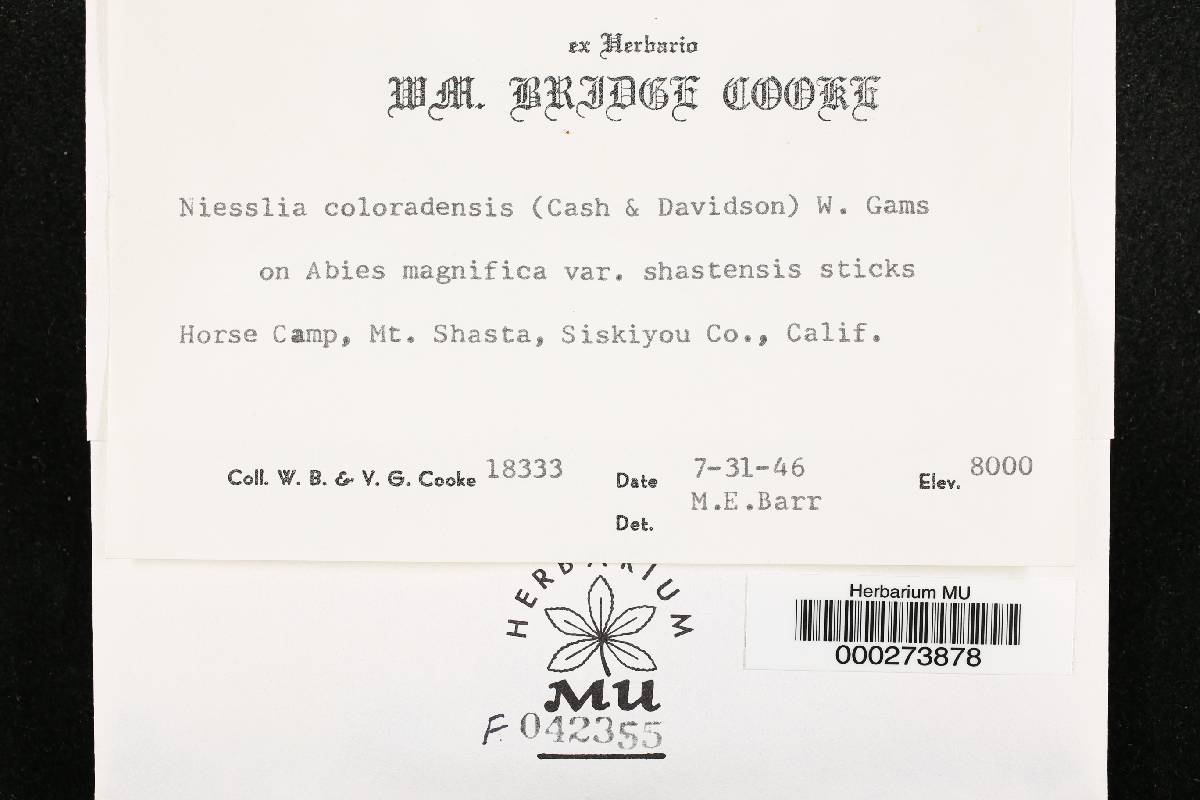 ex Herbario
WM. BRIDGE COOKE
Niesslia coloradensis (Cash & Davidson) W. Gams
on Abies magnifica var. shastensis sticks
Horse Camp, Mt. Shasta, Siskiyou Co., Calif.
Coll. W. B. & V. G. Cooke 18333 Date 7-31-46 Elev. 8000
Det. M.E.Barr
HERBARIUM
MU
F 042355
Herbarium MU
000273878